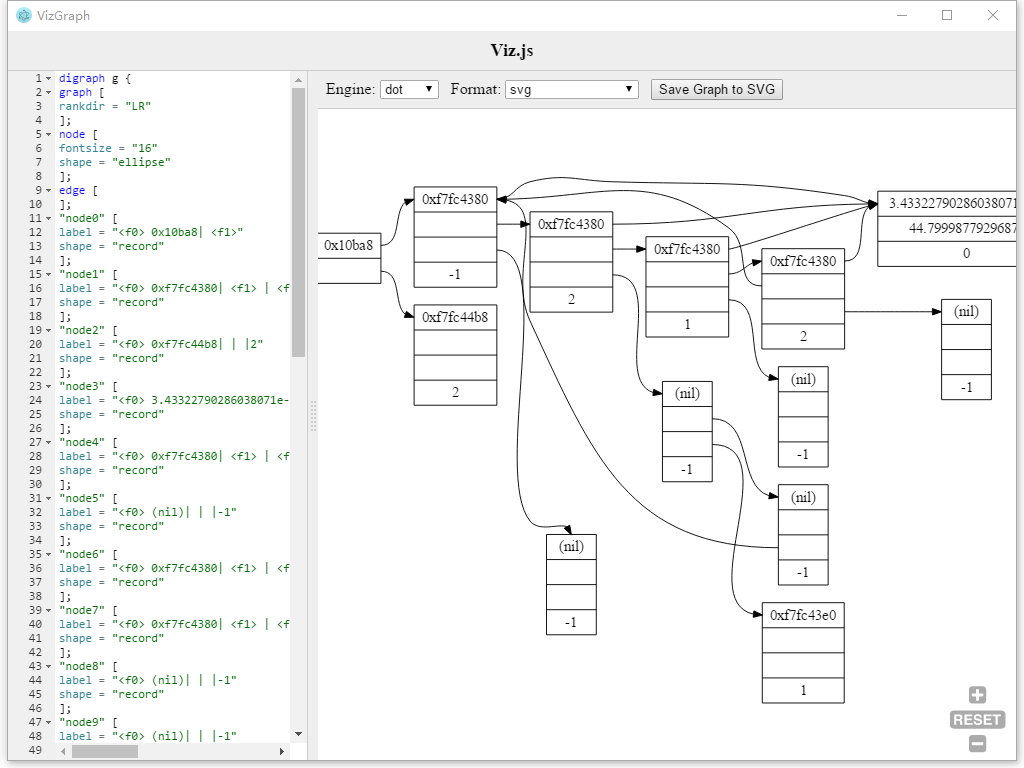 VizGraph
Viz.js
Engine: dot Format: svg Save Graph to SVG
1 digraph g {
2 graph [
3 rankdir = "LR"
4 ];
5 node [
6 fontsize = "16"
7 shape = "ellipse"
8 ];
9 edge [
10 ];
11 "node0" [
12 label = "<f0> 0x10ba8| <f1>"
13 shape = "record"
14 ];
15 "node1" [
16 label = "<f0> 0xf7fc4380| <f1> | <f
17 shape = "record"
18 ];
19 "node2" [
20 label = "<f0> 0xf7fc44b8| | |2"
21 shape = "record"
22 ];
23 "node3" [
24 label = "<f0> 3.43322790286038071e-
25 shape = "record"
26 ];
27 "node4" [
28 label = "<f0> 0xf7fc4380| <f1> | <f
29 shape = "record"
30 ];
31 "node5" [
32 label = "<f0> (nil)| | |-1"
33 shape = "record"
34 ];
35 "node6" [
36 label = "<f0> 0xf7fc4380| <f1> | <f
37 shape = "record"
38 ];
39 "node7" [
40 label = "<f0> 0xf7fc4380| <f1> | <f
41 shape = "record"
42 ];
43 "node8" [
44 label = "<f0> (nil)| | |-1"
45 shape = "record"
46 ];
47 "node9" [
48 label = "<f0> (nil)| | |-1"
49
0x10ba8
0xf7fc4380
-1
0xf7fc44b8
2
0xf7fc4380
2
0xf7fc4380
1
0xf7fc4380
2
3.43322790286038071
44.7999877929687
0
(nil)
-1
(nil)
-1
(nil)
-1
(nil)
-1
(nil)
-1
0xf7fc43e0
1
RESET